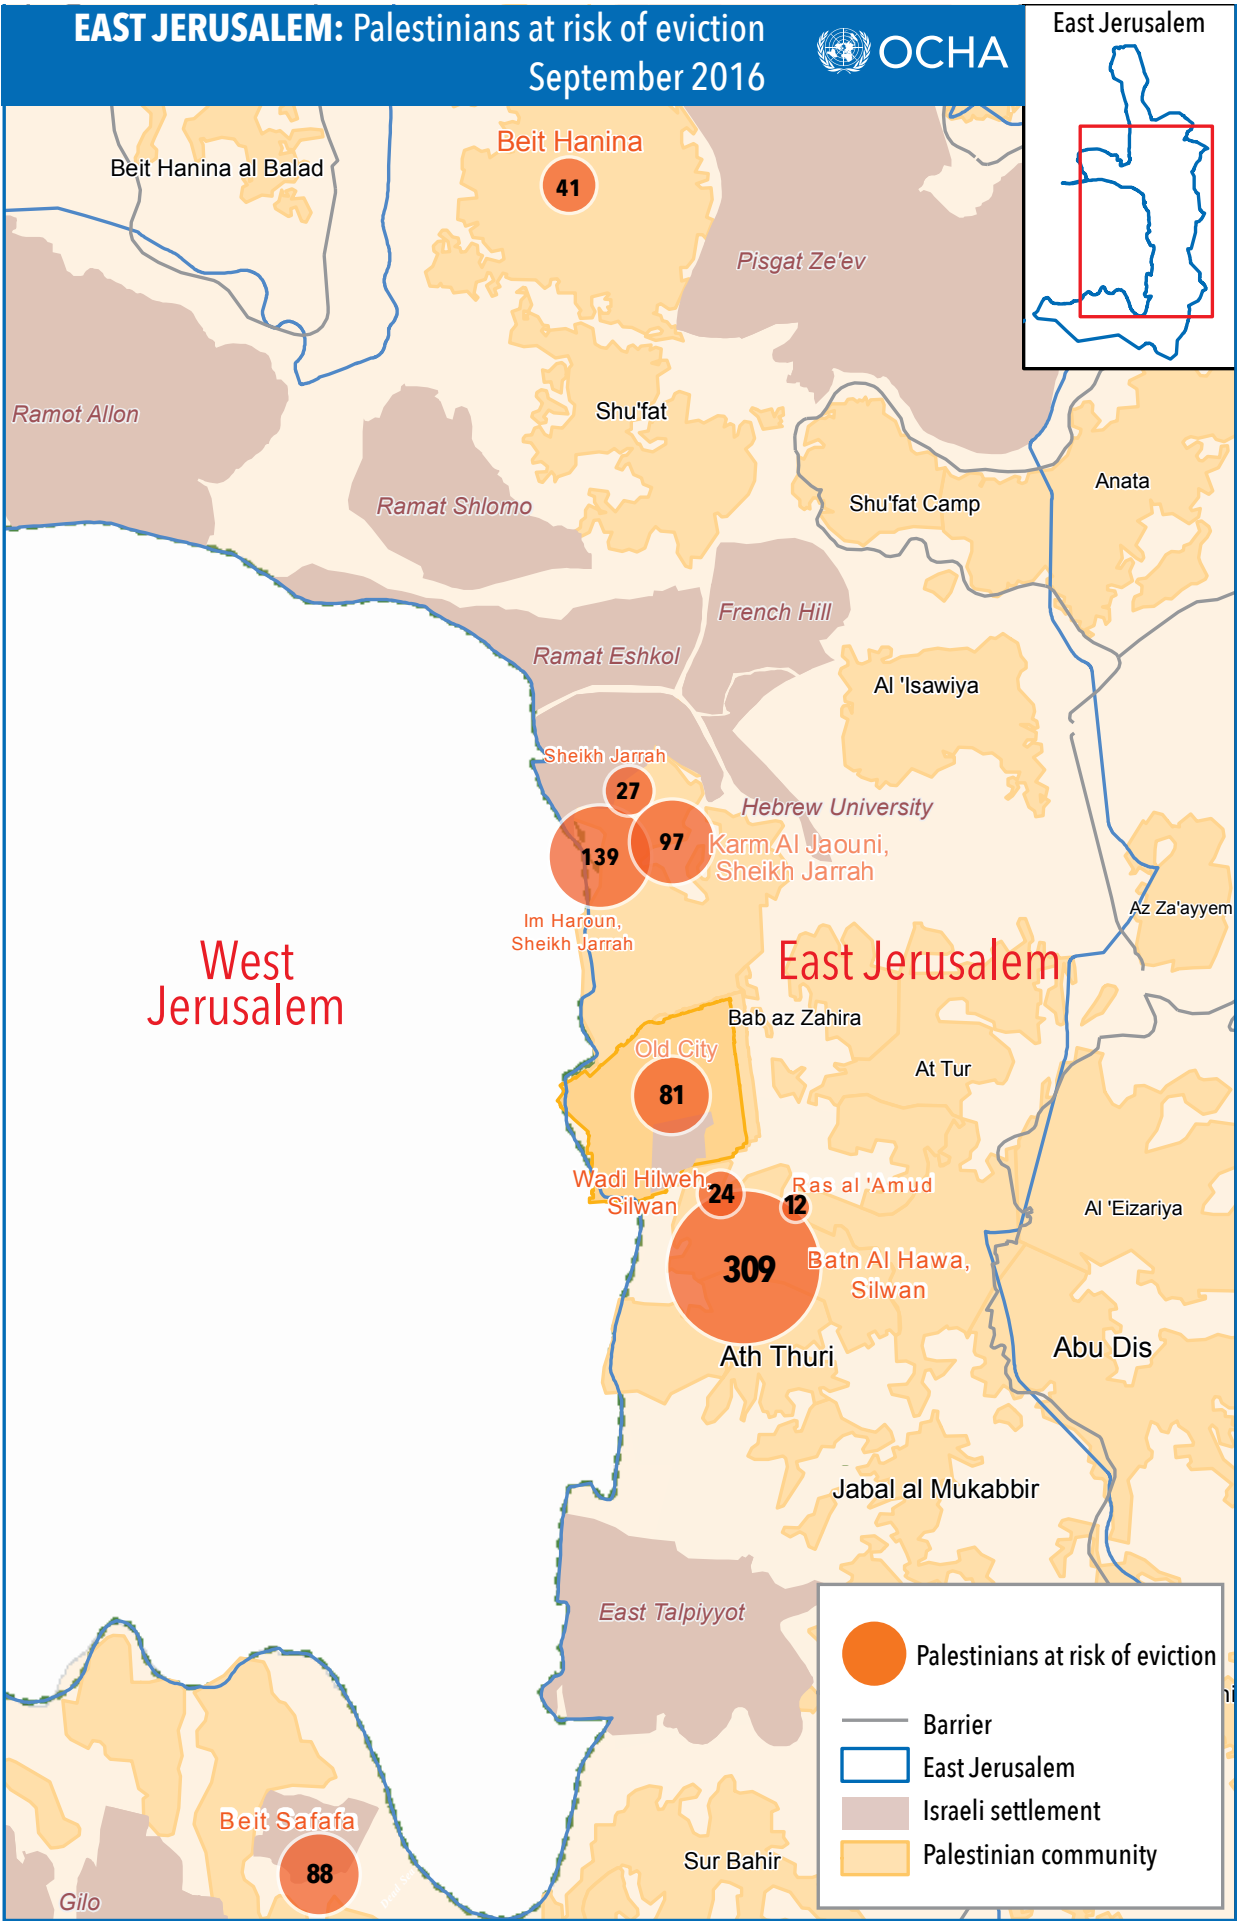 EAST JERUSALEM: Palestinians at risk of eviction
September 2016
OCHA
East Jerusalem
Beit Hanina
41
Beit Hanina al Balad
Pisgat Ze'ev
Ramot Allon
Shu'fat
Ramat Shlomo
Shu'fat Camp
Anata
French Hill
Ramat Eshkol
Al 'Isawiya
Sheikh Jarrah
27
Hebrew University
97
139
Karm Al Jaouni,
Sheikh Jarrah
Im Haroun,
Sheikh Jarrah
Az Za'ayyem
West
Jerusalem
East Jerusalem
Bab az Zahira
Old City
81
At Tur
Wadi Hilweh,
Silwan
24
Ras al 'Amud
12
Al 'Eizariya
309
Batn Al Hawa,
Silwan
Ath Thuri
Abu Dis
Jabal al Mukabbir
East Talpiyyot
Palestinians at risk of eviction
Barrier
East Jerusalem
Israeli settlement
Palestinian community
Beit Safafa
88
Sur Bahir
Gilo